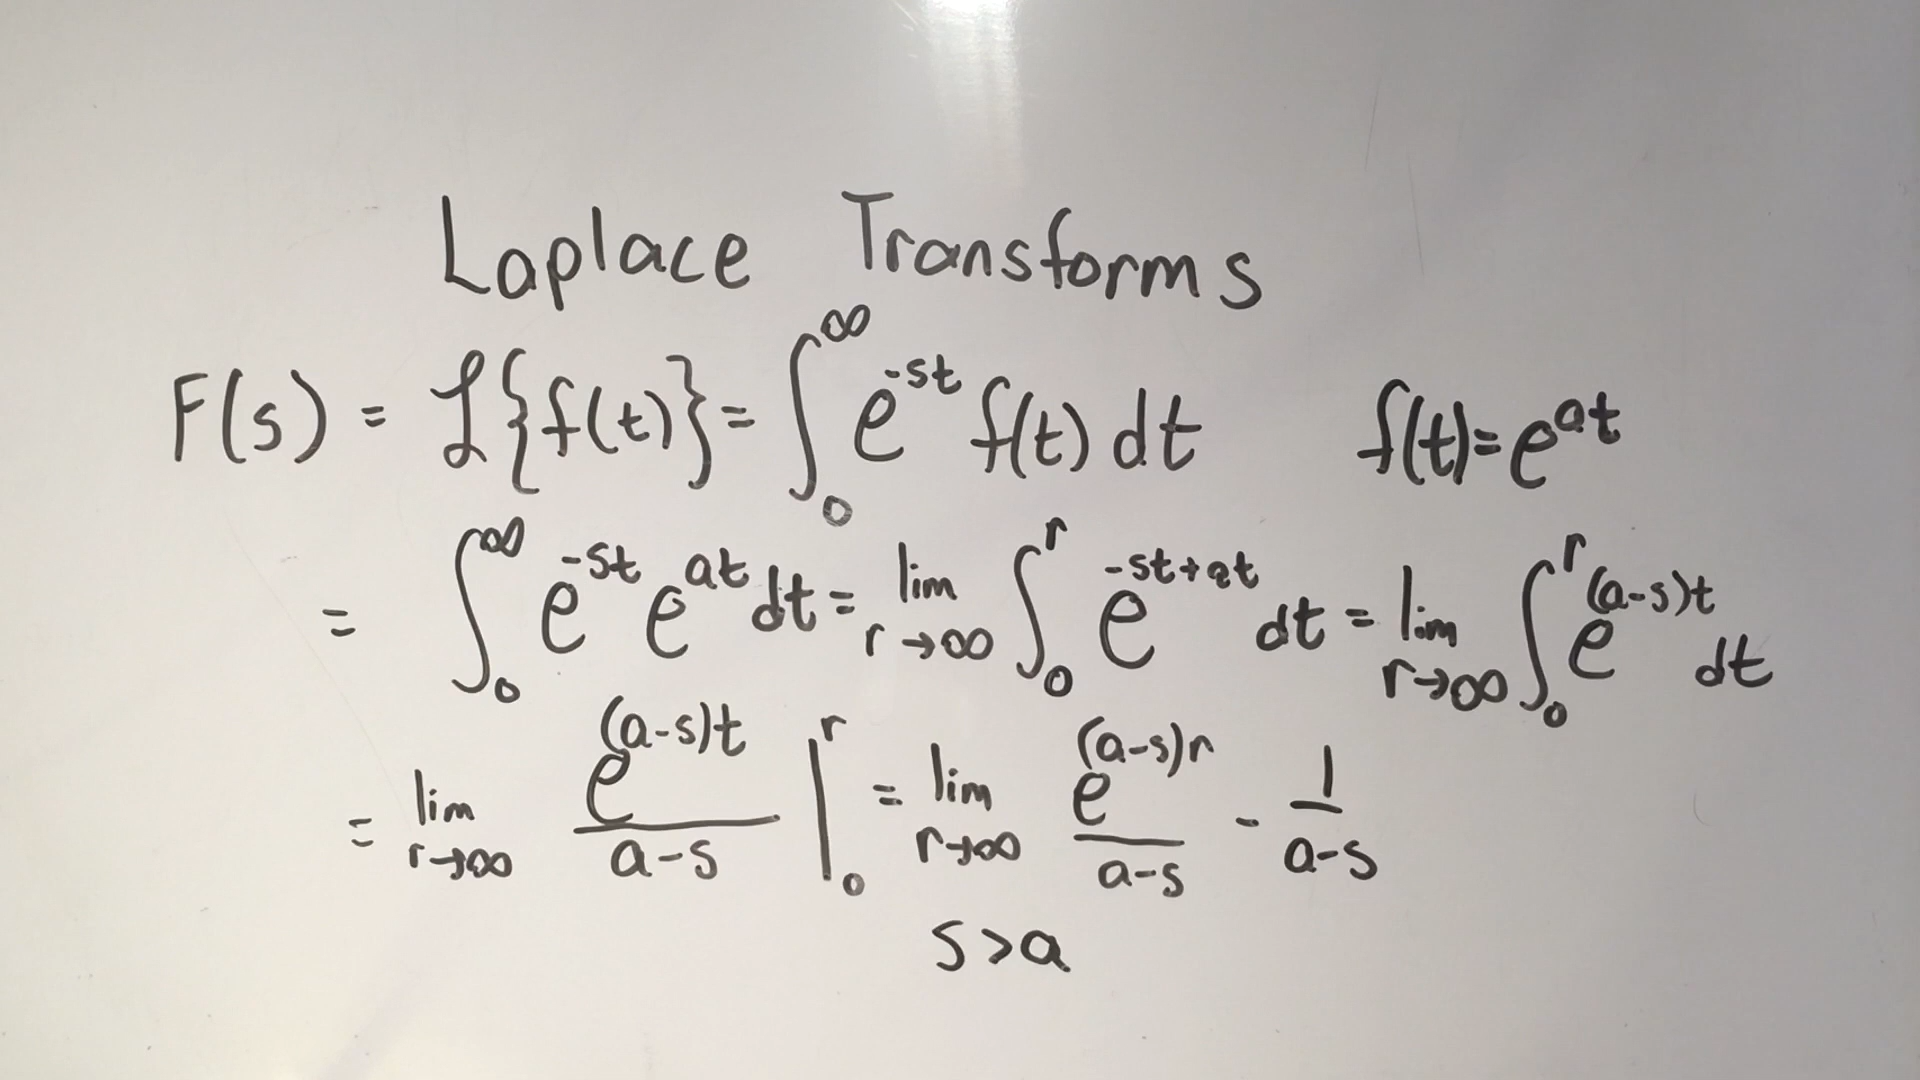 Laplace Transforms
F(s) = ℒ{f(t)} = ∫₀^∞ e^{-st} f(t) dt    f(t) = e^{at}
= ∫₀^∞ e^{-st} e^{at} dt = lim_{r→∞} ∫₀^r e^{-st+at} dt = lim_{r→∞} ∫₀^r e^{(a-s)t} dt
= lim_{r→∞} e^{(a-s)t}/(a-s) |₀^r = lim_{r→∞} e^{(a-s)r}/(a-s) - 1/(a-s)
s>a